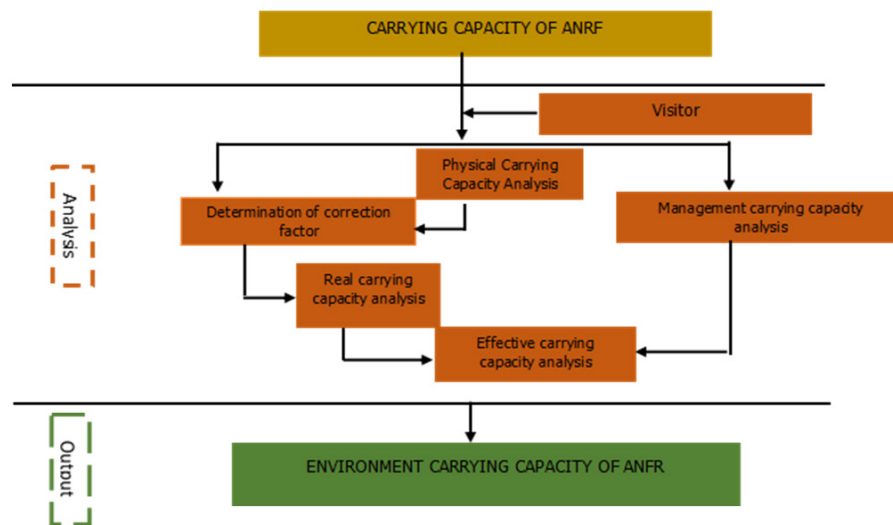 CARRYING CAPACITY OF ANRF
Visitor
Analysis
Physical Carrying
Capacity Analysis
Determination of correction
factor
Management carrying capacity
analysis
Real carrying
capacity analysis
Effective carrying
capacity analysis
Output
ENVIRONMENT CARRYING CAPACITY OF ANFR